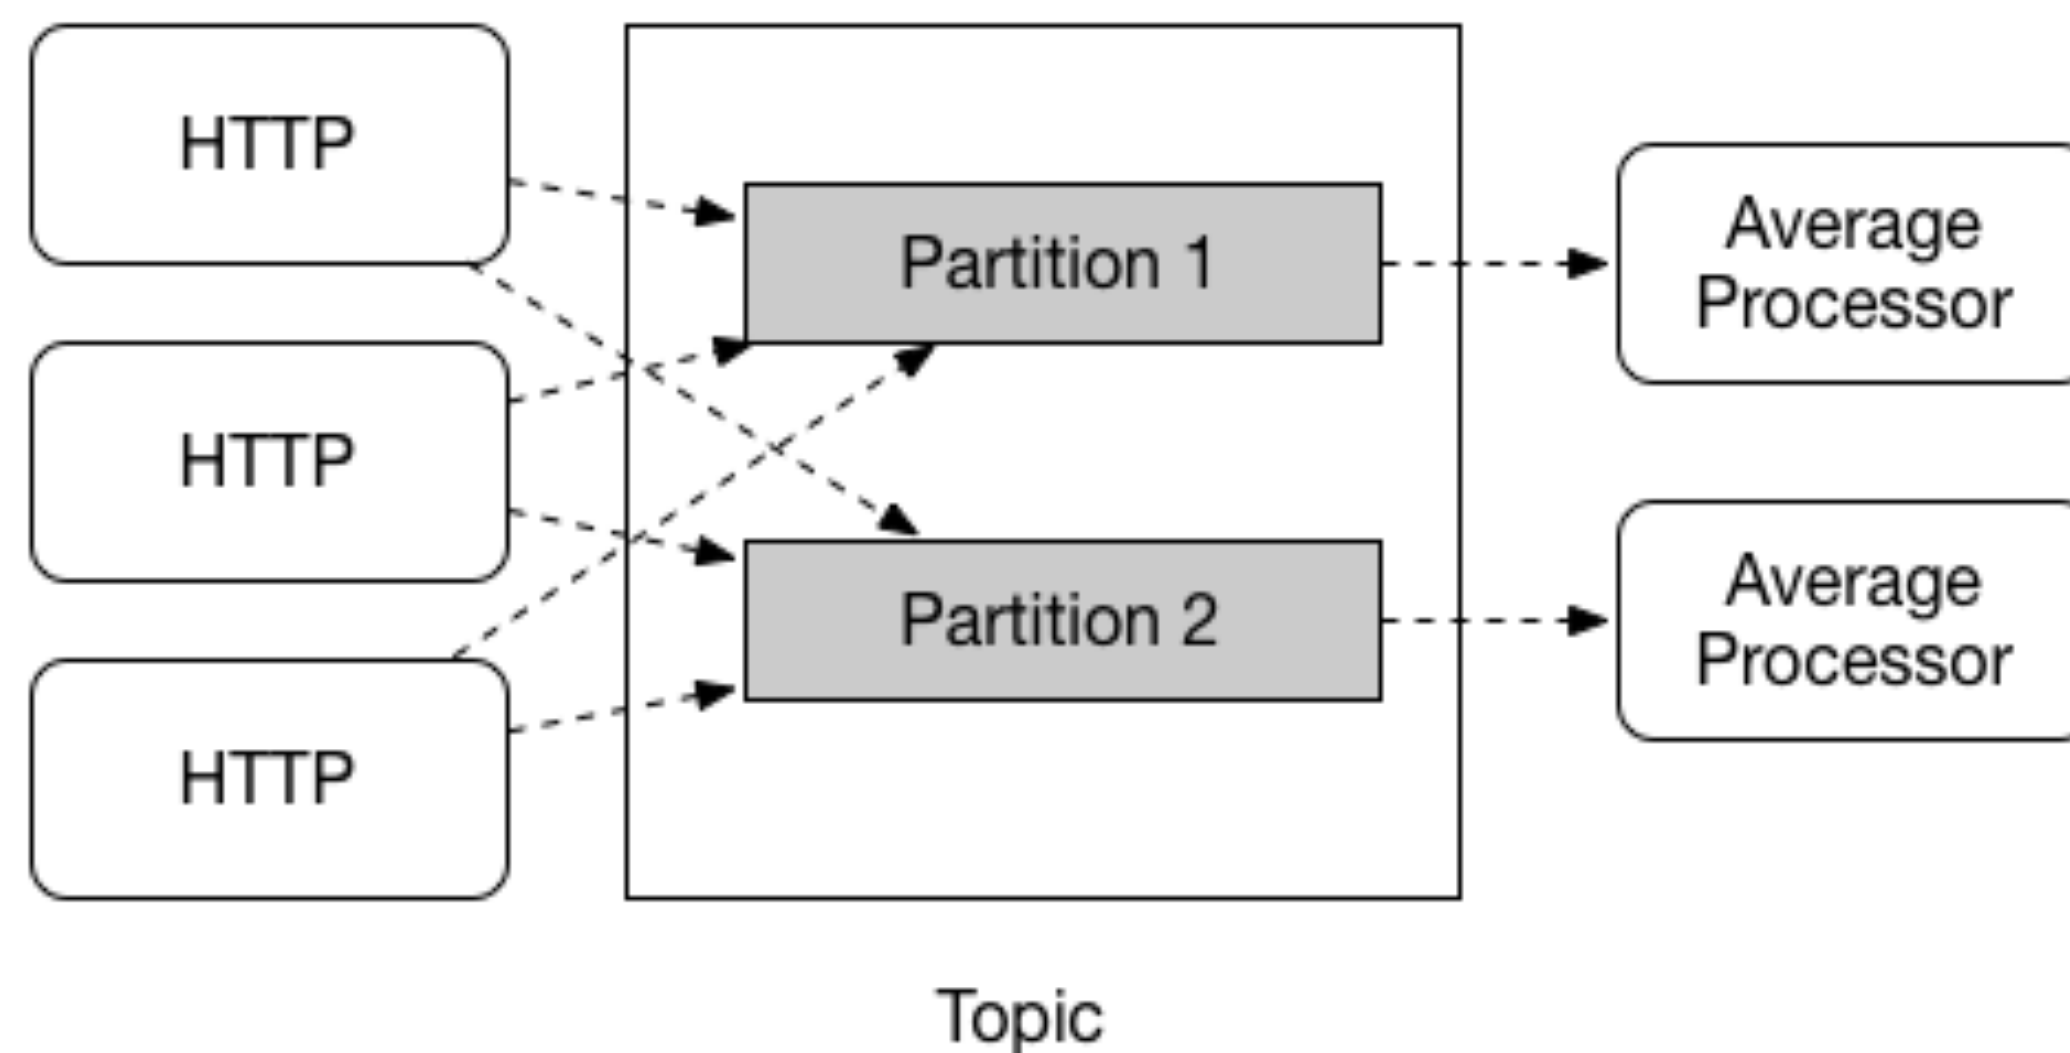 HTTP
HTTP
HTTP
Partition 1
Partition 2
Average
Processor
Average
Processor
Topic